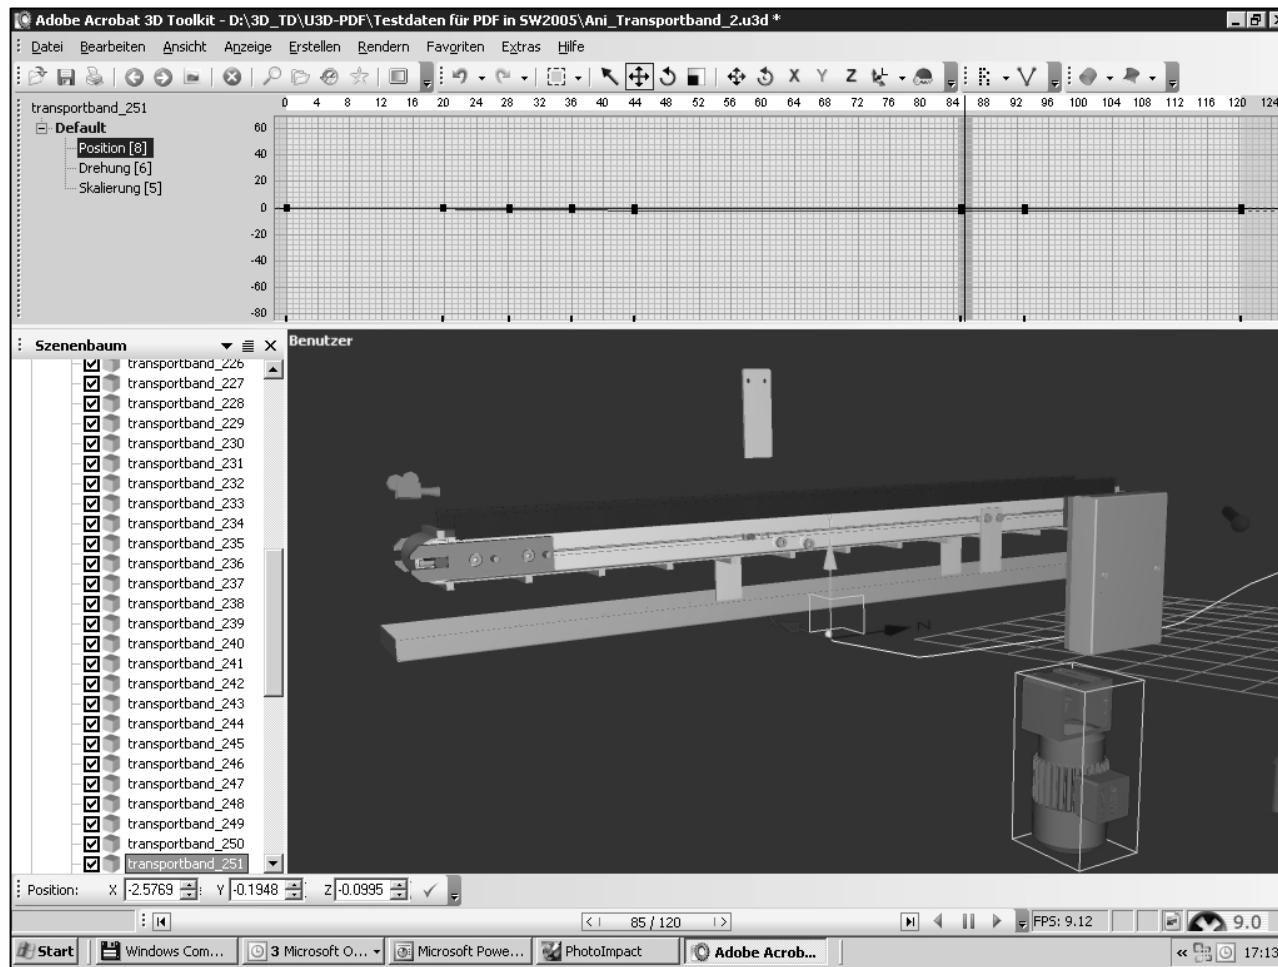 Adobe Acrobat 3D Toolkit - D:\3D_TD\U3D-PDF\Testdaten für PDF in SW2005\Ani_Transportband_2.u3d *
Datei Bearbeiten Ansicht Anzeige Erstellen Rendern Favoriten Extras Hilfe
X Y Z
transportband_251
Default
Position [8]
Drehung [6]
Skalierung [5]
0 4 8 12 16 20 24 28 32 36 40 44 48 52 56 60 64 68 72 76 80 84 88 92 96 100 104 108 112 116 120 124
60
40
20
0
-20
-40
-60
-80
Szenenbaum
Benutzer
transportband_226
transportband_227
transportband_228
transportband_229
transportband_230
transportband_231
transportband_232
transportband_233
transportband_234
transportband_235
transportband_236
transportband_237
transportband_238
transportband_239
transportband_240
transportband_241
transportband_242
transportband_243
transportband_244
transportband_245
transportband_246
transportband_247
transportband_248
transportband_249
transportband_250
transportband_251
Position: X -2.5769 Y -0.1948 Z -0.0995
85 / 120
FPS: 9.12
9.0
Start
Windows Com...
3 Microsoft O...
Microsoft Powe...
PhotoImpact
Adobe Acrob...
17:13